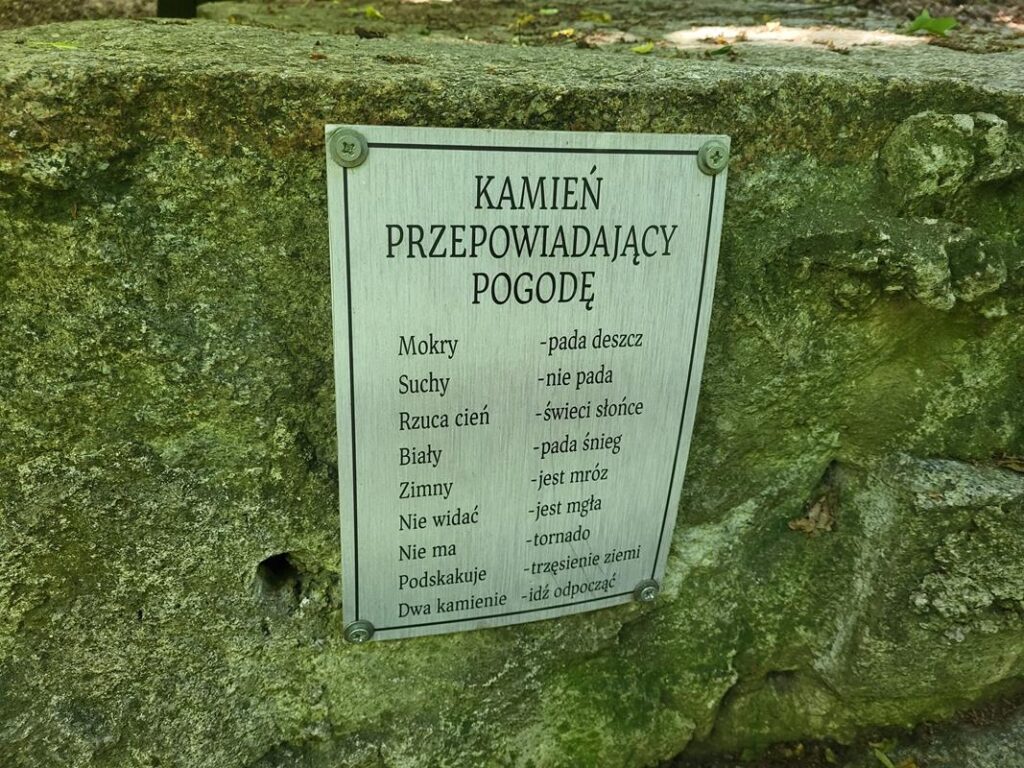 KAMIEŃ
PRZEPOWIADAJĄCY
POGODĘ
Mokry -pada deszcz
Suchy -nie pada
Rzuca cień -świeci słońce
Biały -pada śnieg
Zimny -jest mróz
Nie widać -jest mgła
Nie ma -tornado
Podskakuje -trzęsienie ziemi
Dwa kamienie -idź odpocząć